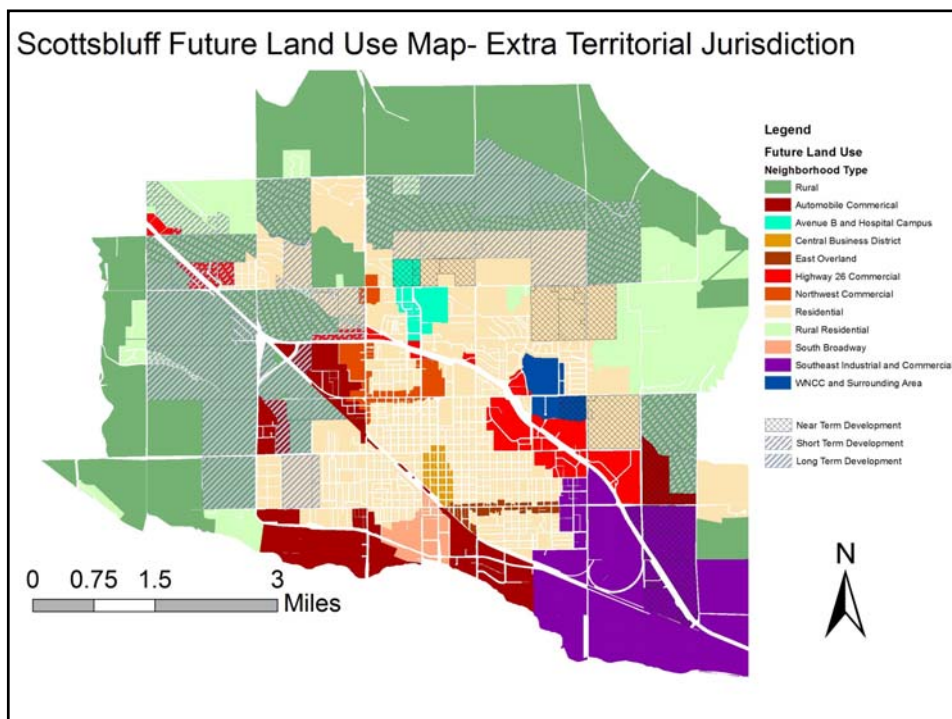 Scottsbluff Future Land Use Map- Extra Territorial Jurisdiction
Legend
Future Land Use
Neighborhood Type
Rural
Automobile Commerical
Avenue B and Hospital Campus
Central Business District
East Overland
Highway 26 Commercial
Northwest Commercial
Residential
Rural Residential
South Broadway
Southeast Industrial and Commercial
WNCC and Surrounding Area
Near Term Development
Short Term Development
Long Term Development
N
0 0.75 1.5 3
Miles